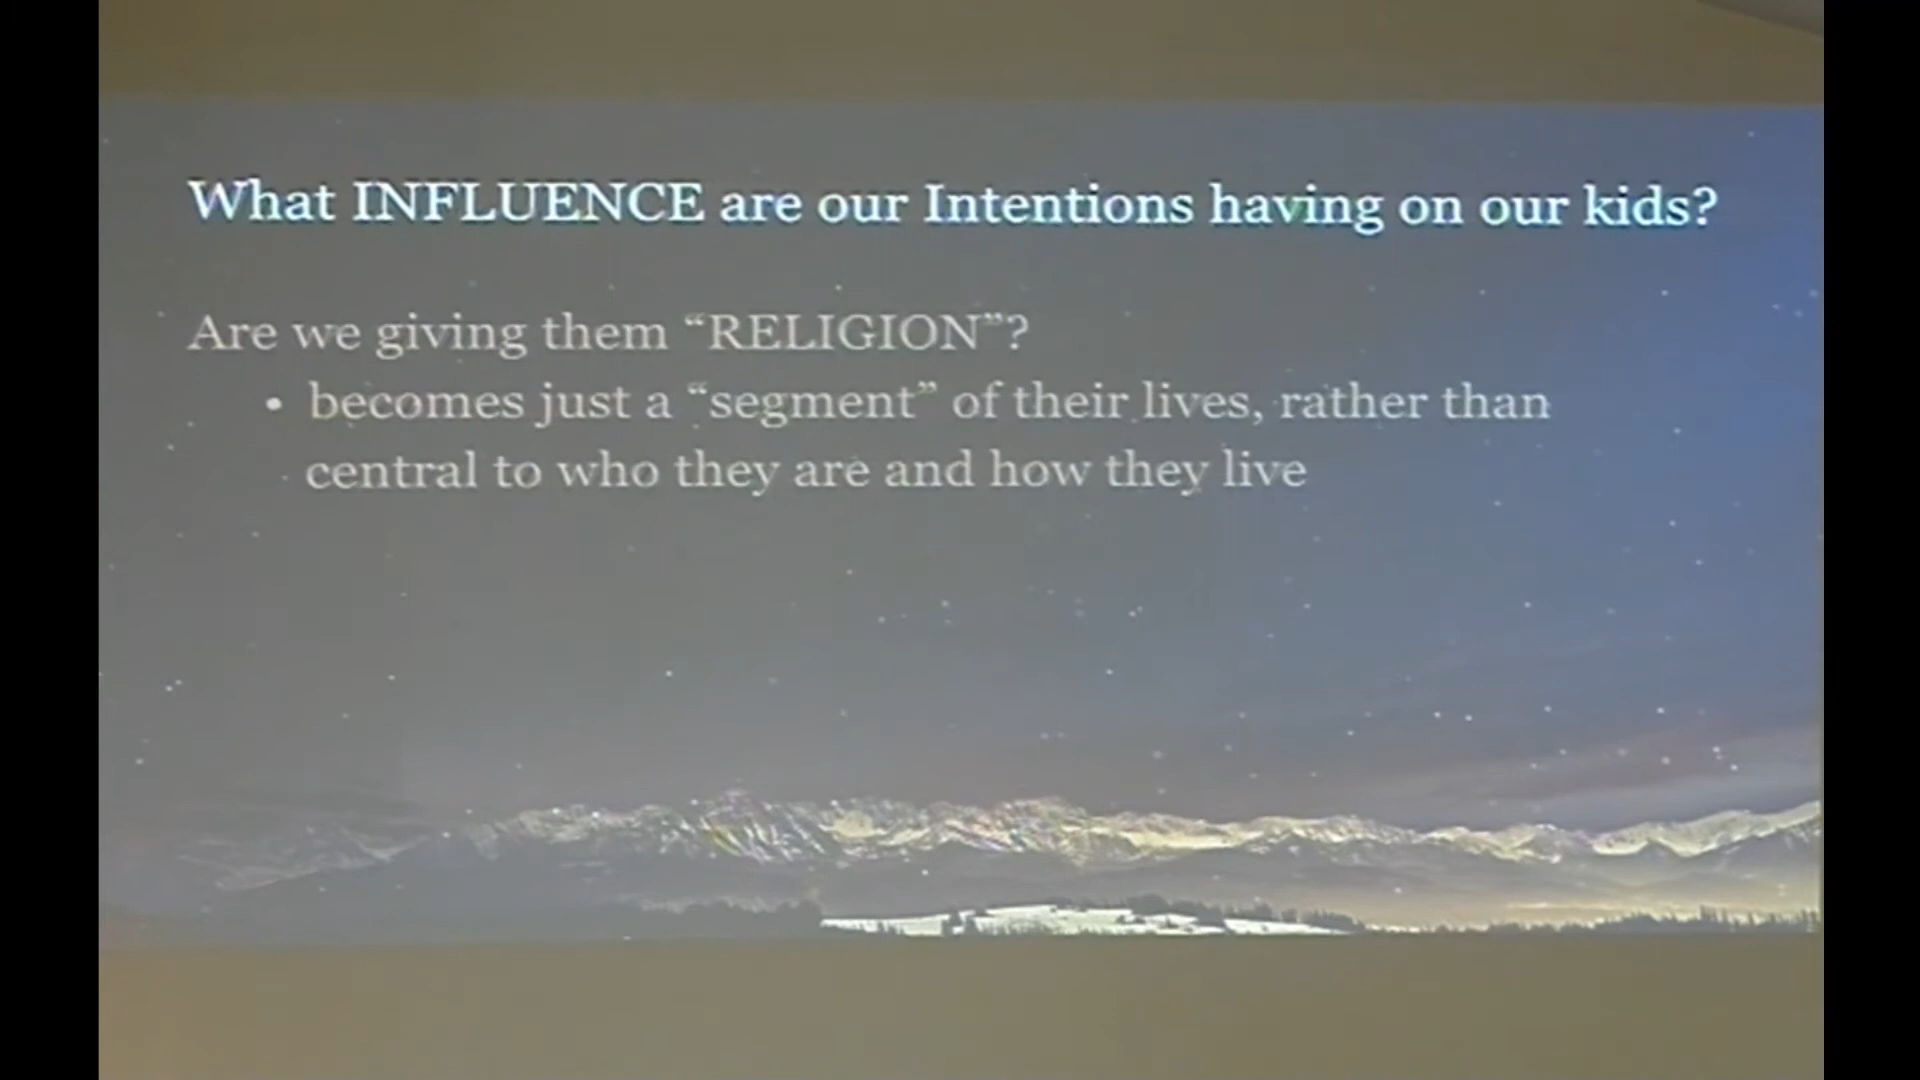 What INFLUENCE are our Intentions having on our kids?
Are we giving them “RELIGION”?
• becomes just a “segment” of their lives, rather than
central to who they are and how they live